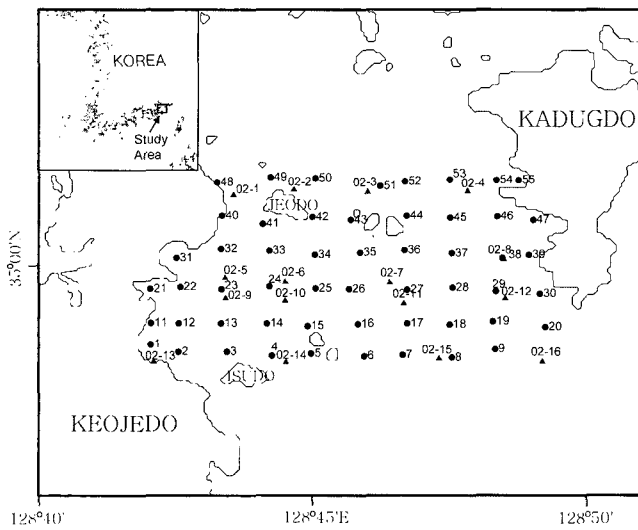 KOREA
Study
Area
KADUGDO
48 02-1 49 02-2 50 02-3 51 52 53 02-4 54 55
JEODO
40 41 42 43 44 45 46 47
31 32 33 34 35 36 37 02-8 38 39
02-5 02-6 02-7
21 22 23 24 25 26 27 28 29 30
02-9 02-10 02-11 02-12
11 12 13 14 15 16 17 18 19 20
1 2 3 4 5 6 7 8 9
02-13 02-14 02-15 02-16
ISUDO
KEOJEDO
35°00'N
128°40' 128°45'E 128°50'